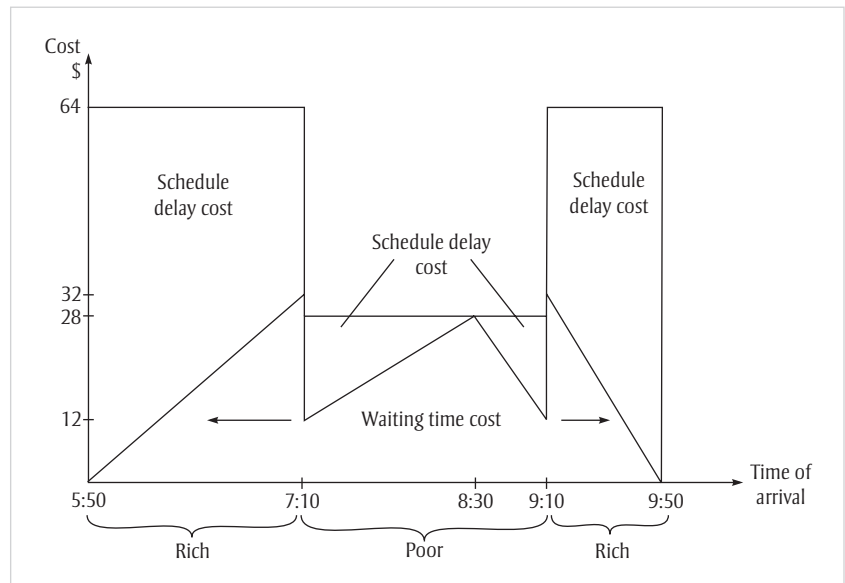 Cost
$
64
Schedule
delay cost
Schedule
delay cost
Schedule delay
cost
32
28
12
Waiting time cost
Time of
arrival
5:50
7:10
8:30
9:10
9:50
Rich
Poor
Rich